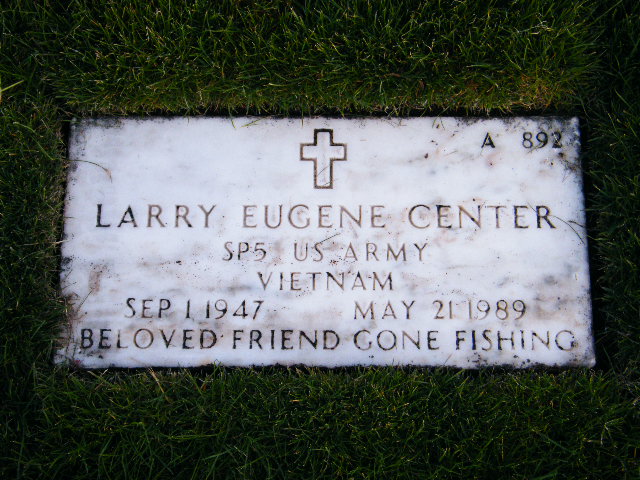 A 892
LARRY EUGENE CENTER
SP5 US ARMY
VIETNAM
SEP 1 1947 MAY 21 1989
BELOVED FRIEND GONE FISHING